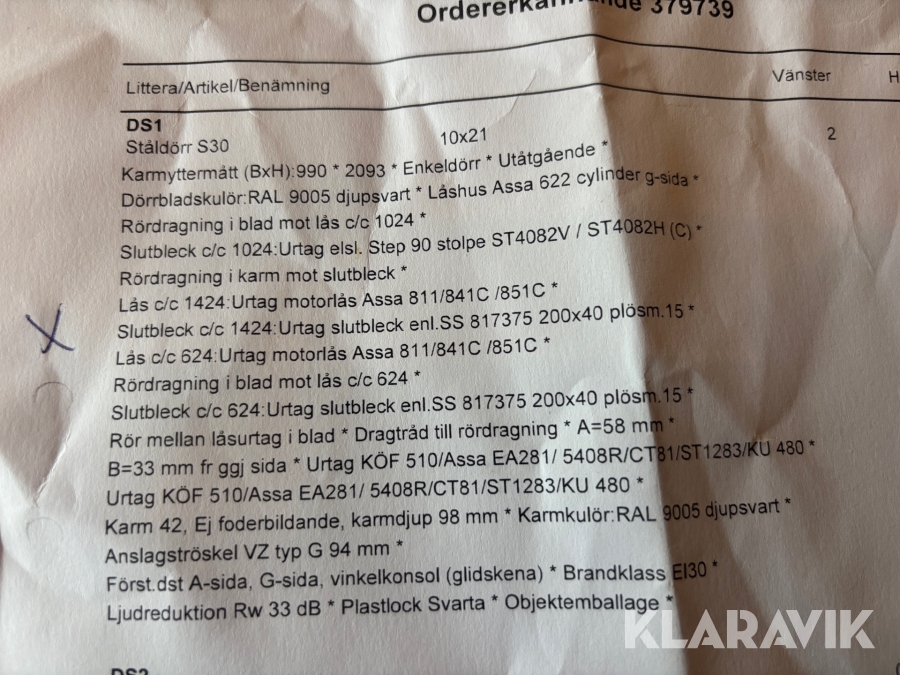 Ordererkännande 379739
Littera/Artikel/Benämning Vänster H
DS1
Ståldörr S30 10x21 2
Karmyttermått (BxH):990 * 2093 * Enkeldörr * Utåtgående *
Dörrbladskulör:RAL 9005 djupsvart * Låshus Assa 622 cylinder g-sida *
Rördragning i blad mot lås c/c 1024 *
Slutbleck c/c 1024:Urtag elsl. Step 90 stolpe ST4082V / ST4082H (C) *
Rördragning i karm mot slutbleck *
Lås c/c 1424:Urtag motorlås Assa 811/841C /851C *
Slutbleck c/c 1424:Urtag slutbleck enl.SS 817375 200x40 plösm.15 *
X
Lås c/c 624:Urtag motorlås Assa 811/841C /851C *
Rördragning i blad mot lås c/c 624 *
Slutbleck c/c 624:Urtag slutbleck enl.SS 817375 200x40 plösm.15 *
Rör mellan låsurtag i blad * Dragtråd till rördragning * A=58 mm *
B=33 mm fr ggj sida * Urtag KÖF 510/Assa EA281/ 5408R/CT81/ST1283/KU 480 *
Urtag KÖF 510/Assa EA281/ 5408R/CT81/ST1283/KU 480 *
Karm 42, Ej foderbildande, karmdjup 98 mm * Karmkulör:RAL 9005 djupsvart *
Anslagströskel VZ typ G 94 mm *
Först.dst A-sida, G-sida, vinkelkonsol (glidskena) * Brandklass EI30 *
Ljudreduktion Rw 33 dB * Plastlock Svarta * Objektemballage *
KLARAVIK
DS2